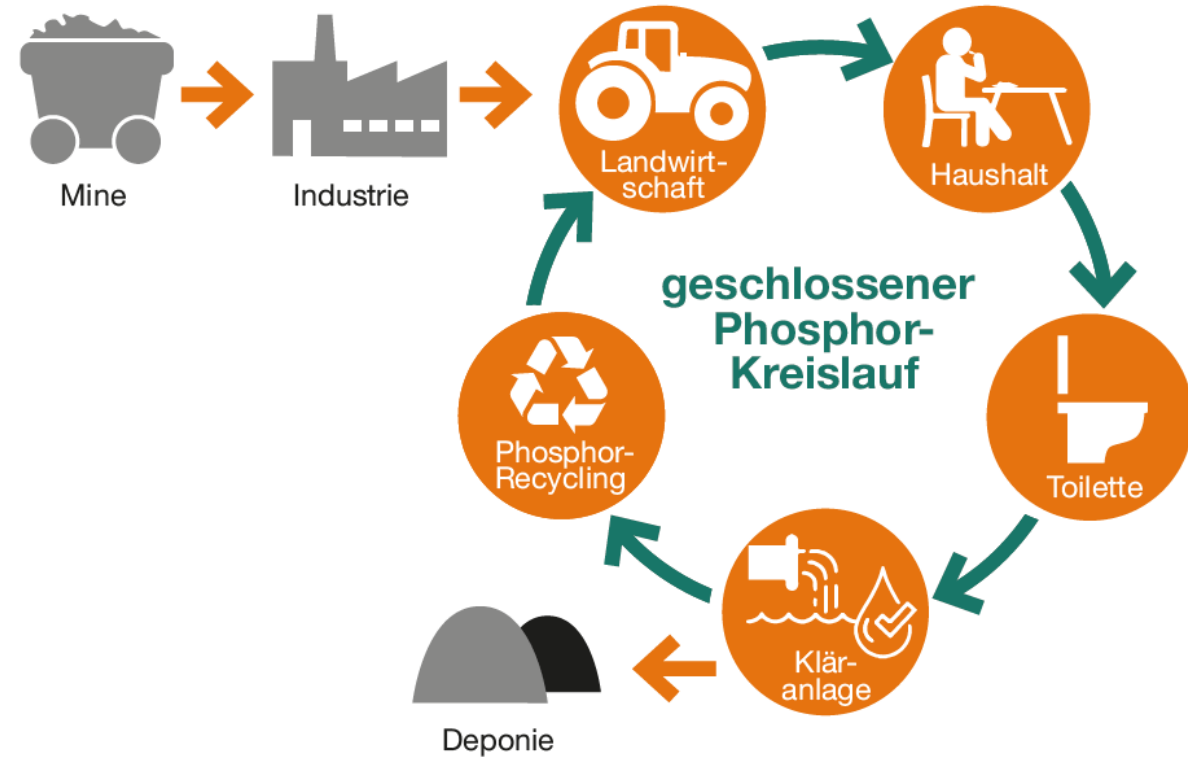 Mine
Industrie
Landwirt-
schaft
Haushalt
geschlossener
Phosphor-
Kreislauf
Toilette
Phosphor-
Recycling
Klär-
anlage
Deponie